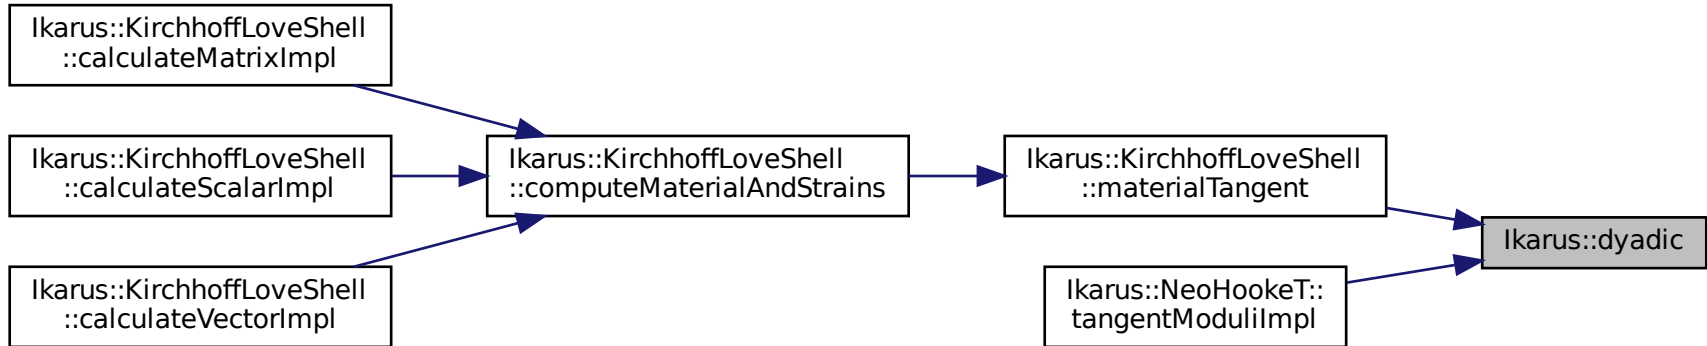 Ikarus::KirchhoffLoveShell
::calculateMatrixImpl
Ikarus::KirchhoffLoveShell
::calculateScalarImpl
Ikarus::KirchhoffLoveShell
::calculateVectorImpl
Ikarus::KirchhoffLoveShell
::computeMaterialAndStrains
Ikarus::KirchhoffLoveShell
::materialTangent
Ikarus::NeoHookeT::
tangentModuliImpl
Ikarus::dyadic